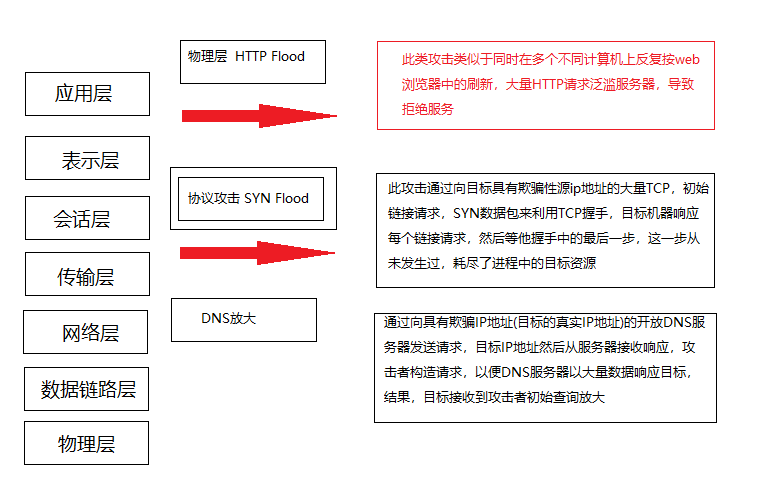 应用层
表示层
会话层
传输层
网络层
数据链路层
物理层
物理层 HTTP Flood
此类攻击类似于同时在多个不同计算机上反复按web
浏览器中的刷新，大量HTTP请求泛滥服务器，导致
拒绝服务
协议攻击 SYN Flood
此攻击通过向目标具有欺骗性源ip地址的大量TCP，初始
链接请求，SYN数据包来利用TCP握手，目标机器响应
每个链接请求，然后等他握手中的最后一步，这一步从
未发生过，耗尽了进程中的目标资源
DNS放大
通过向具有欺骗IP地址(目标的真实IP地址)的开放DNS服
务器发送请求，目标IP地址然后从服务器接收响应，攻
击者构造请求，以便DNS服务器以大量数据响应目标，
结果，目标接收到攻击者初始查询放大